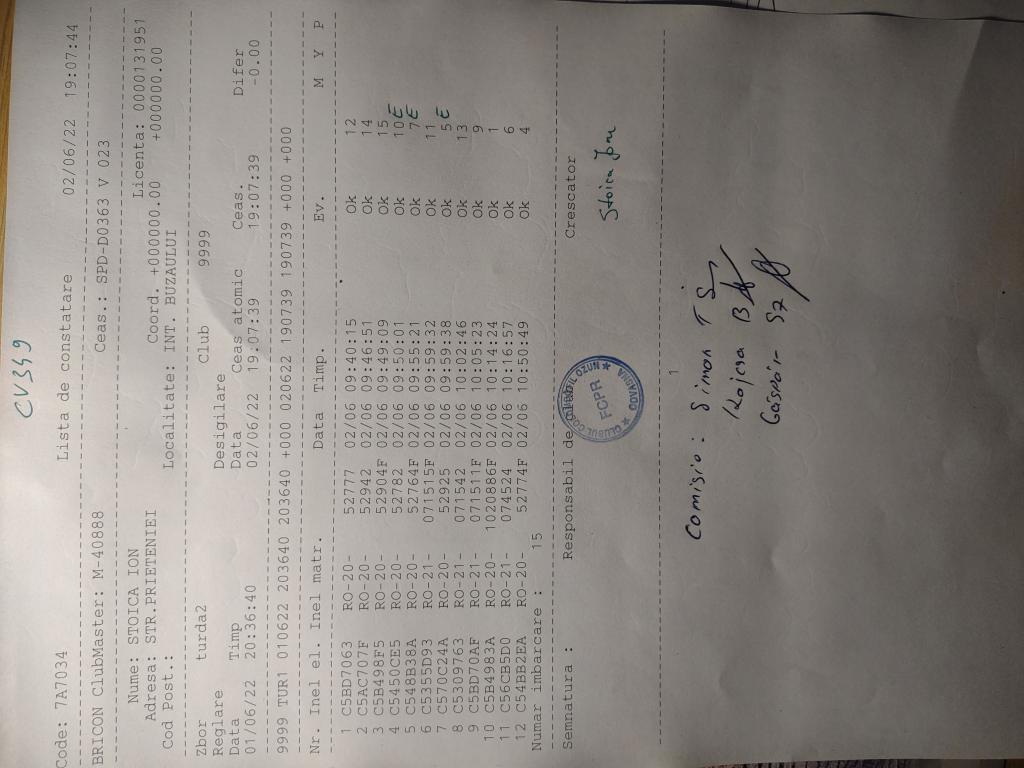 CV339
Code: 7A7034 Lista de constatare 02/06/22 19:07:44
BRICON ClubMaster: M-40888 Ceas.: SPD-D0363 V 023
Nume: STOICA ION Licenta: 0000131951
Adresa: STR.PRIETENIEI Coord. +000000.00 +000000.00
Cod Post.: Localitate: INT. BUZAULUI
Zbor turda2 Club 9999
Reglare Desigilare
Data Timp Data Ceas atomic Ceas. Difer
01/06/22 20:36:40 02/06/22 19:07:39 19:07:39 -0.00
9999 TUR1 010622 203640 203640 +000 020622 190739 190739 +000 +000
Nr. Inel el. Inel matr. Data Timp. Ev. M Y P
1 C5BD7063 RO-20- 52777 02/06 09:40:15 Ok 12
2 C5AC707F RO-20- 52942 02/06 09:46:51 Ok 14
3 C5B498F5 RO-20- 52904F 02/06 09:49:09 Ok 15
4 C5450CE5 RO-20- 52782 02/06 09:50:01 Ok 10 E
5 C548B38A RO-20- 52764F 02/06 09:55:21 Ok 7 E
6 C5355D93 RO-21- 071515F 02/06 09:59:32 Ok 11
7 C570C24A RO-20- 52925 02/06 09:59:38 Ok 5 E
8 C5309763 RO-21- 071542 02/06 10:02:46 Ok 13
9 C5BD70AF RO-21- 071511F 02/06 10:05:23 Ok 9
10 C5B4983A RO-20- 1020886F 02/06 10:14:24 Ok 1
11 C56CB5D0 RO-21- 074524 02/06 10:16:57 Ok 6
12 C54BB2EA RO-20- 52774F 02/06 10:50:49 Ok 4
Numar imbarcare : 15
Semnatura : Responsabil de Club Crescator
CLUBUL COLUMBOFIL OZUN
FCPR
COVASNA
Stoica Ion
1
Comisia : Simon T S
B
Gaspár Sz